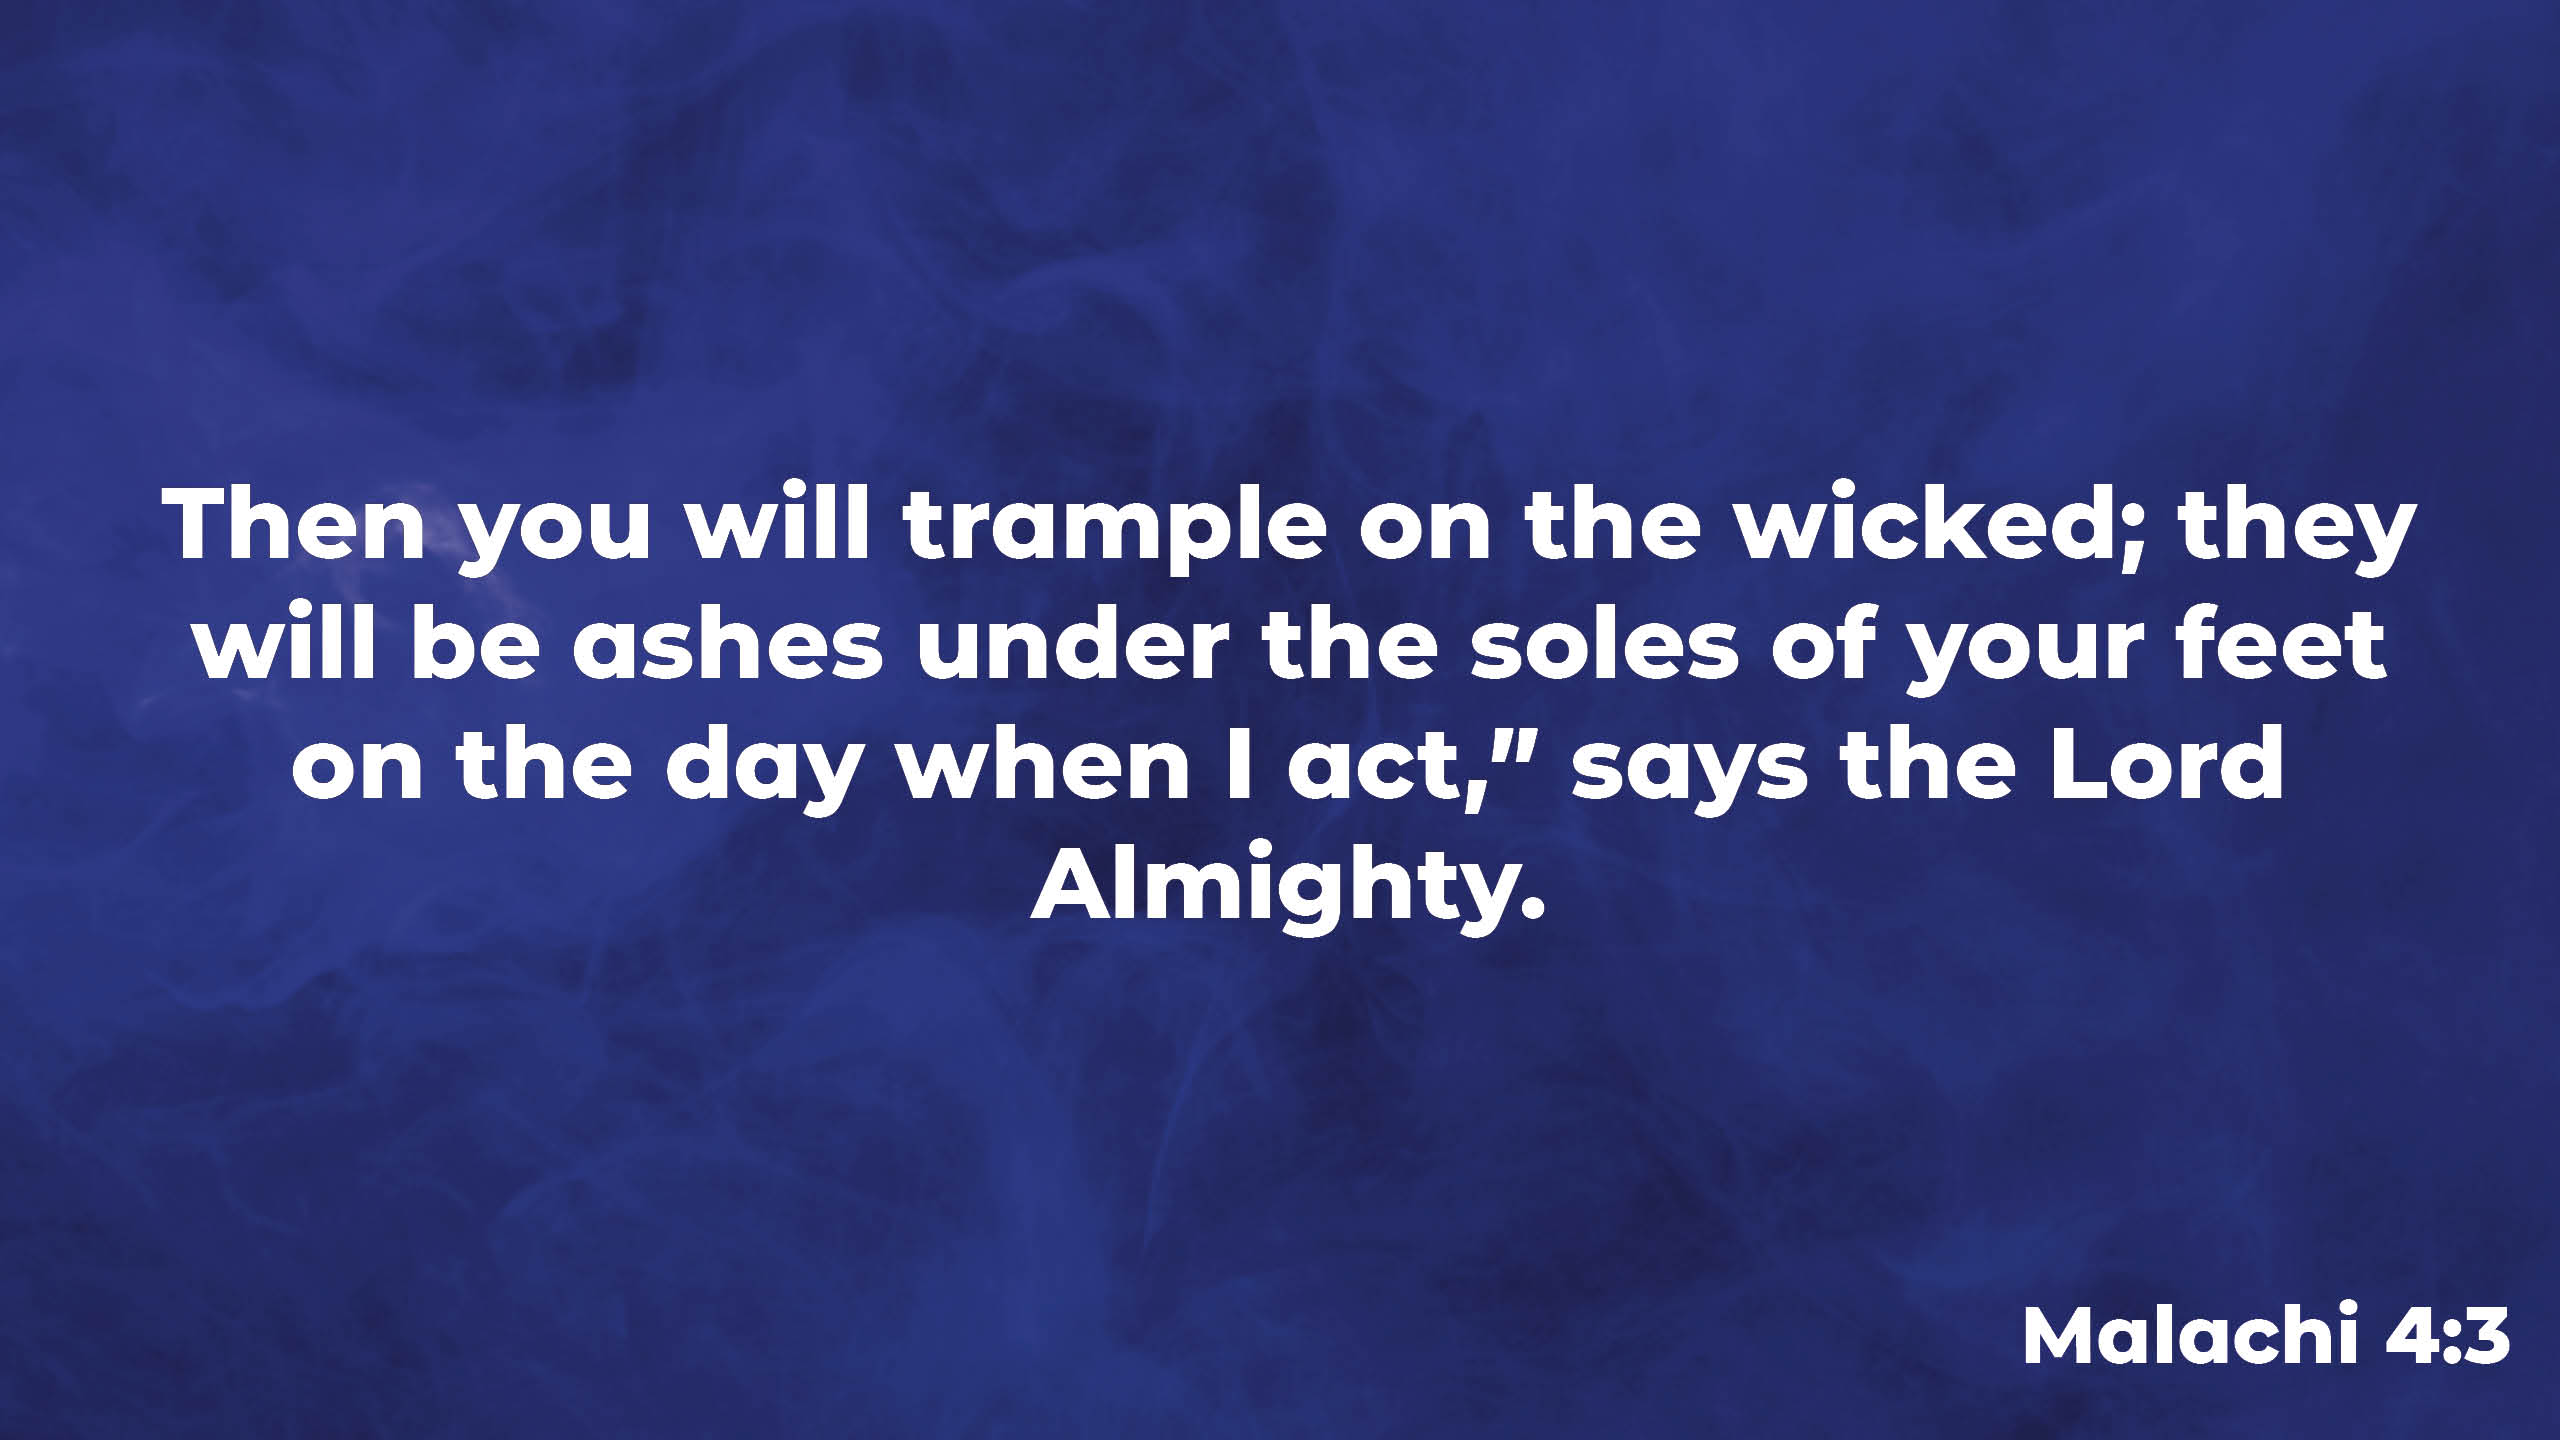 Then you will trample on the wicked; they
will be ashes under the soles of your feet
on the day when I act,” says the Lord
Almighty.
Malachi 4:3